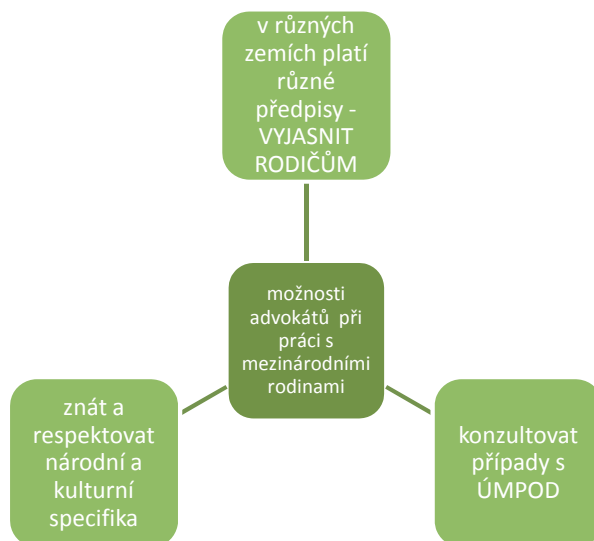 v různých
zemích platí
různé
předpisy -
VYJASNIT
RODIČŮM
možnosti
advokátů při
práci s
mezinárodními
rodinami
znát a
respektovat
národní a
kulturní
specifika
konzultovat
případy s
ÚMPOD